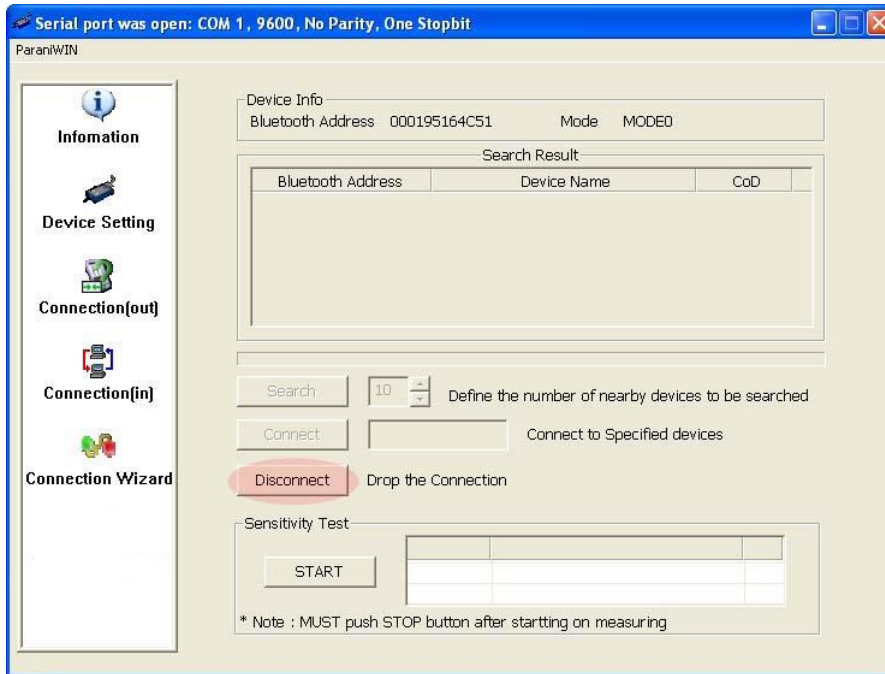 Serial port was open: COM 1, 9600, No Parity, One Stopbit
ParaniWIN
Infomation
Device Setting
Connection(out)
Connection(in)
Connection Wizard
Device Info
Bluetooth Address 000195164C51 Mode MODE0
Search Result
Bluetooth Address Device Name CoD
Search 10 Define the number of nearby devices to be searched
Connect Connect to Specified devices
Disconnect Drop the Connection
Sensitivity Test
START
* Note : MUST push STOP button after startting on measuring